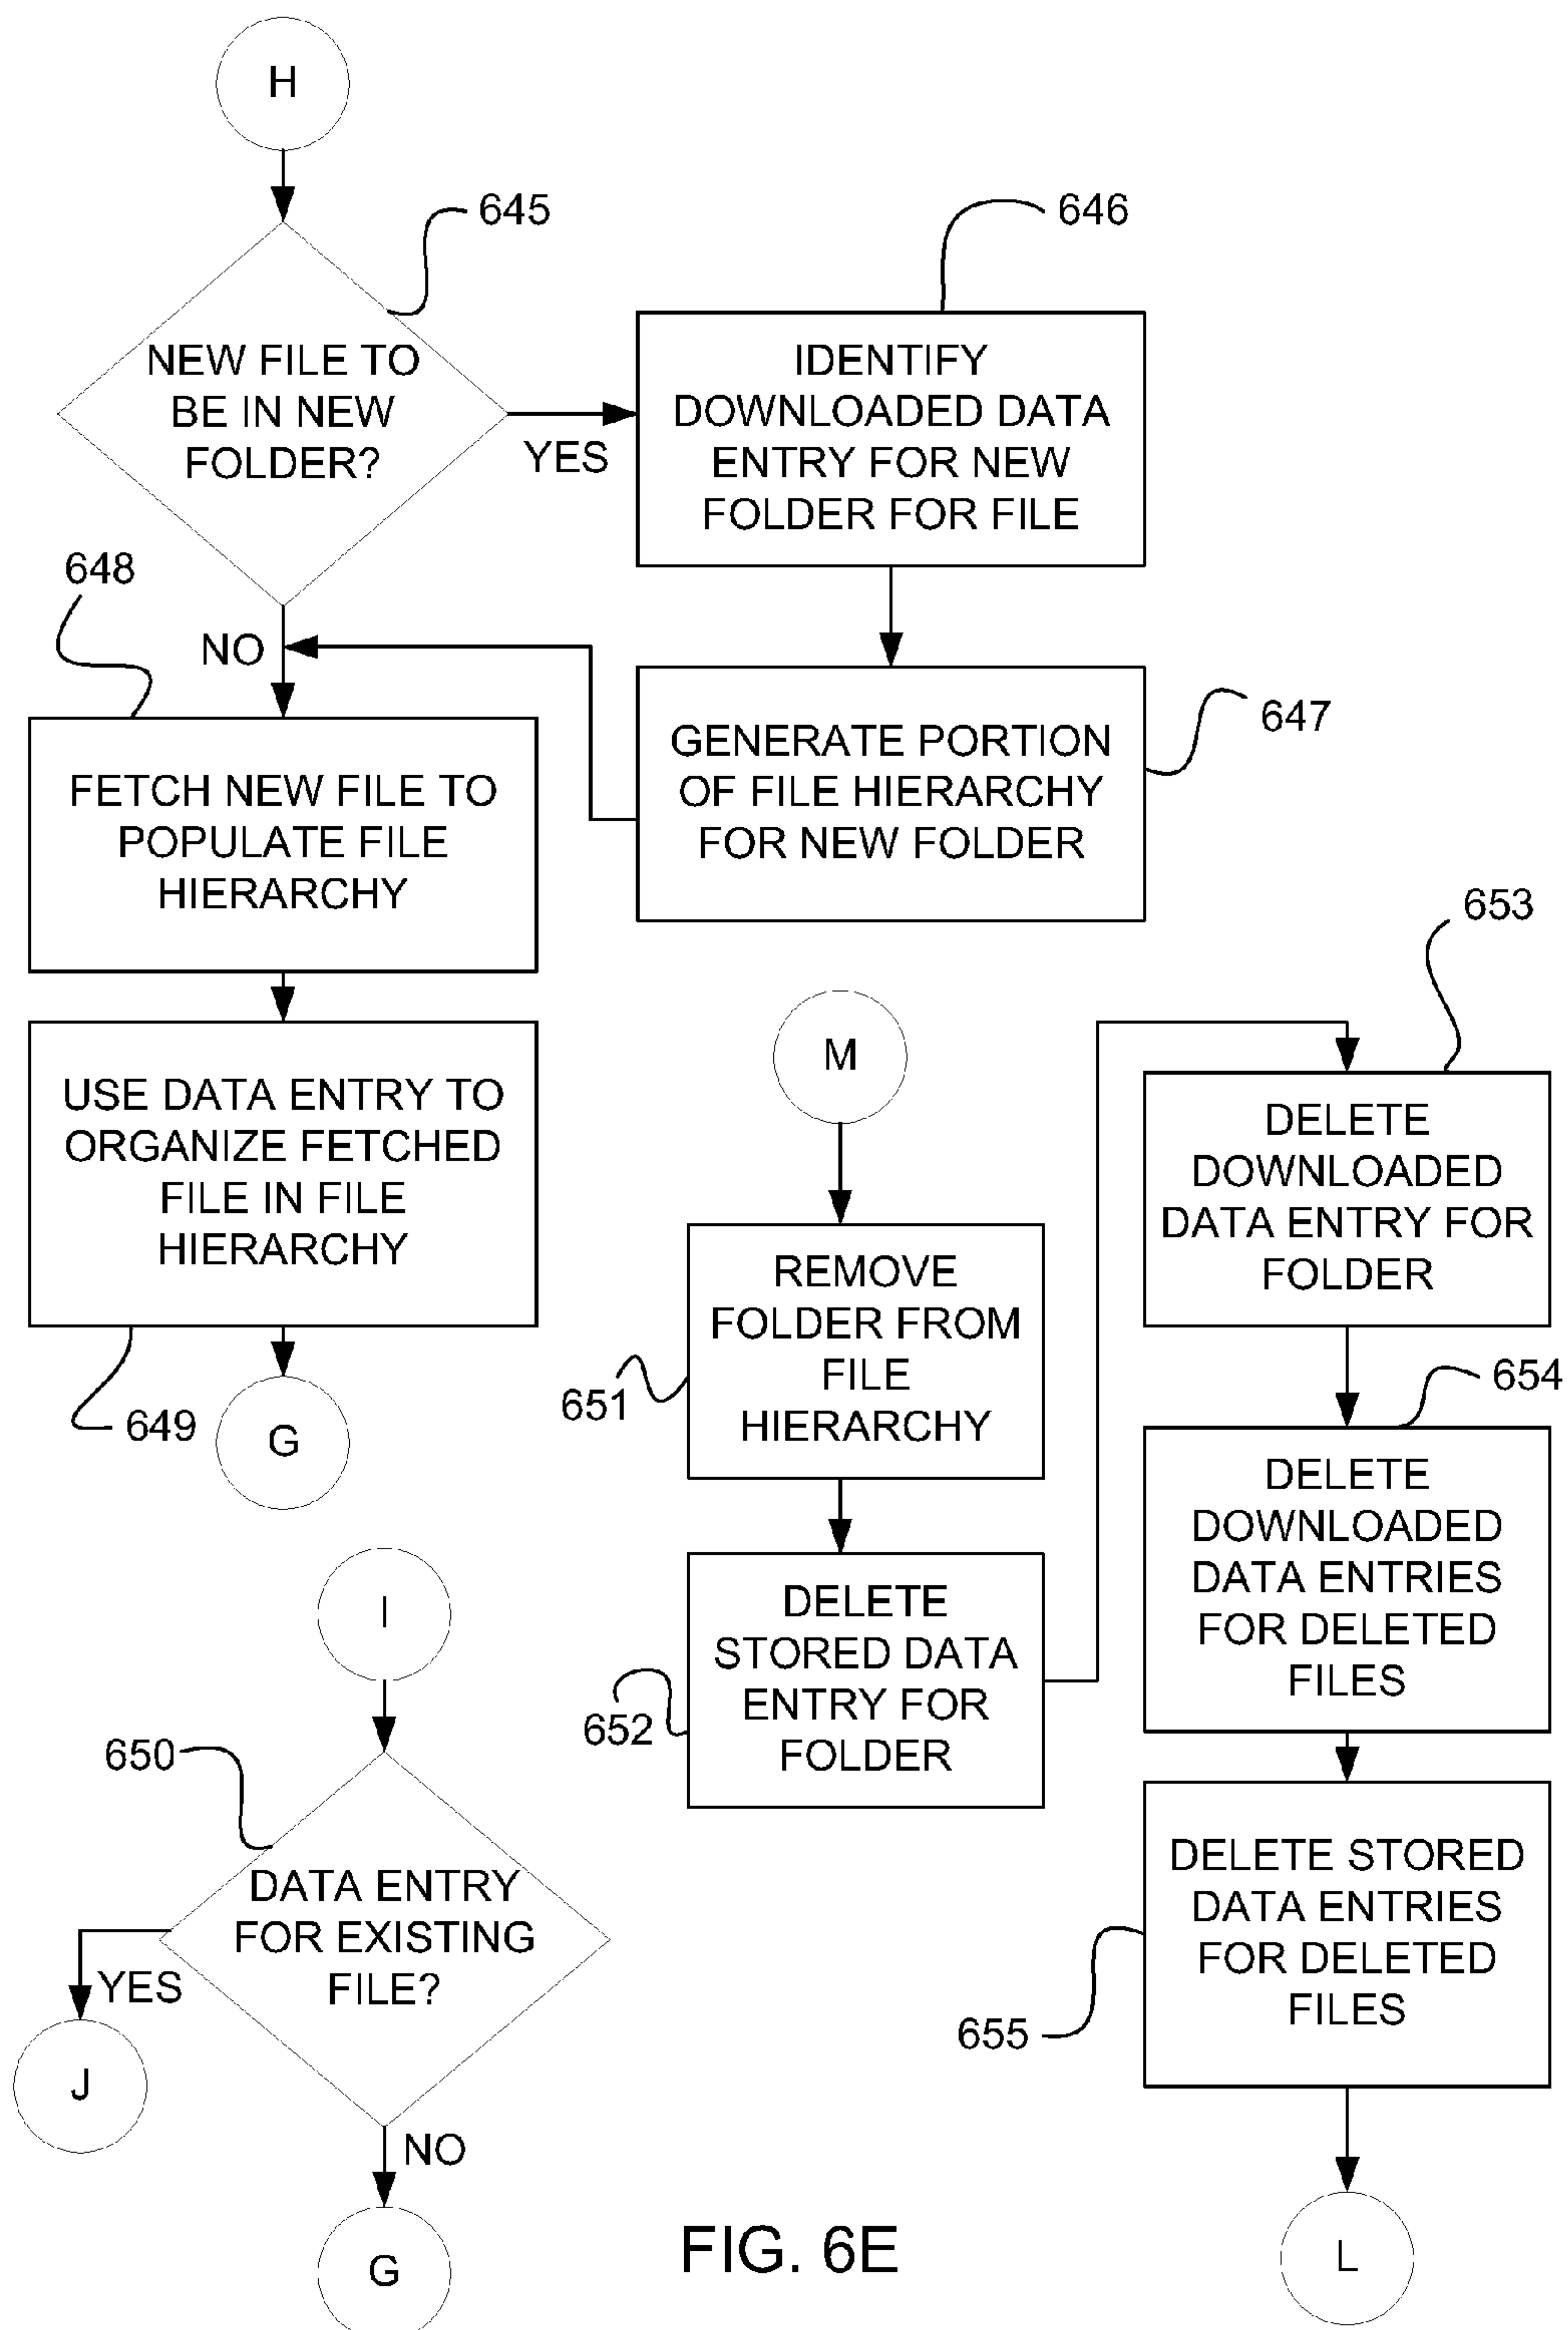 H
645
NEW FILE TO
BE IN NEW
FOLDER?
YES
NO
646
IDENTIFY
DOWNLOADED DATA
ENTRY FOR NEW
FOLDER FOR FILE
647
GENERATE PORTION
OF FILE HIERARCHY
FOR NEW FOLDER
648
FETCH NEW FILE TO
POPULATE FILE
HIERARCHY
USE DATA ENTRY TO
ORGANIZE FETCHED
FILE IN FILE
HIERARCHY
649
G
I
650
DATA ENTRY
FOR EXISTING
FILE?
YES
J
NO
G
M
REMOVE
FOLDER FROM
FILE
HIERARCHY
651
DELETE
STORED DATA
ENTRY FOR
FOLDER
652
653
DELETE
DOWNLOADED
DATA ENTRY FOR
FOLDER
654
DELETE
DOWNLOADED
DATA ENTRIES
FOR DELETED
FILES
DELETE STORED
DATA ENTRIES
FOR DELETED
FILES
655
L
FIG. 6E